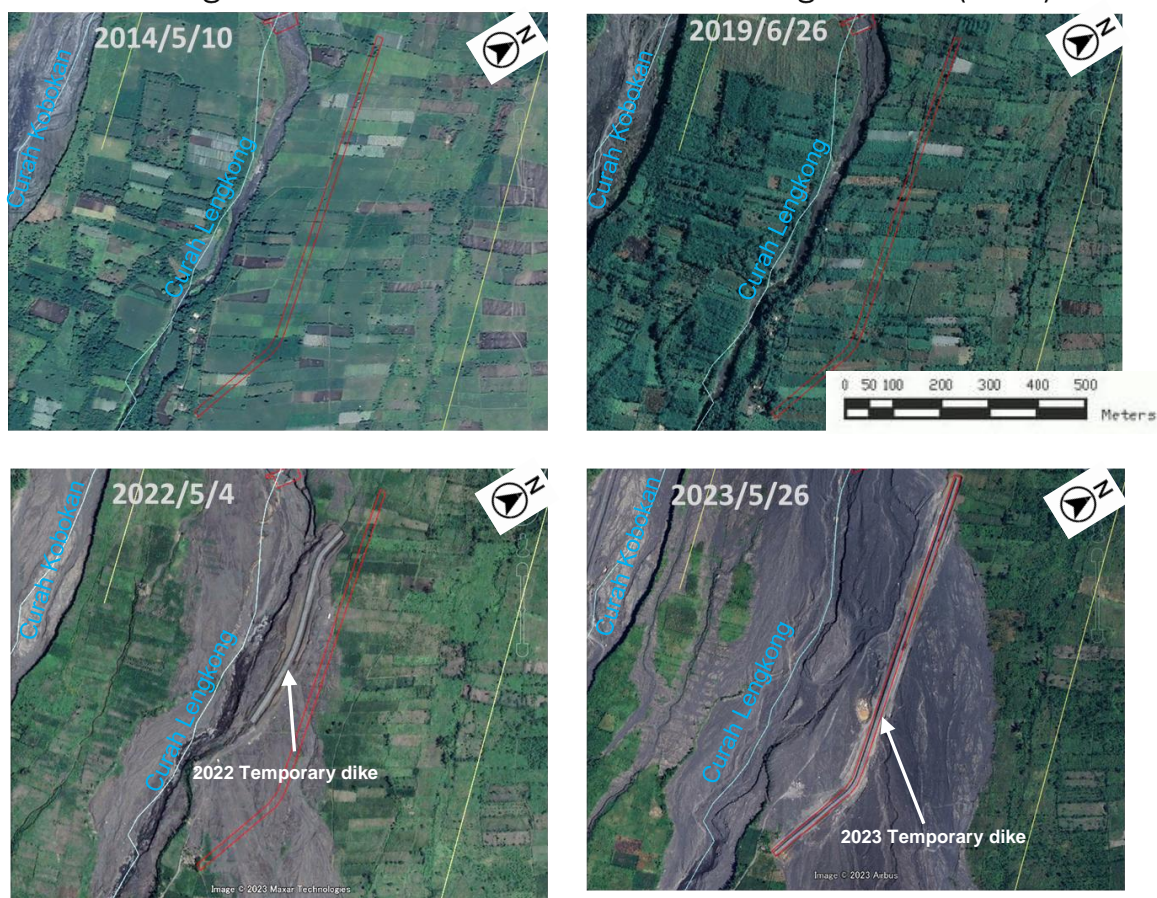 2014/5/10
N
Curah Kobokan
Curah Lengkong
2019/6/26
N
Curah Kobokan
Curah Lengkong
0 50 100 200 300 400 500
Meters
2022/5/4
N
Curah Kobokan
Curah Lengkong
2022 Temporary dike
Image © 2023 Maxar Technologies
2023/5/26
N
Curah Kobokan
Curah Lengkong
2023 Temporary dike
Image © 2023 Airbus